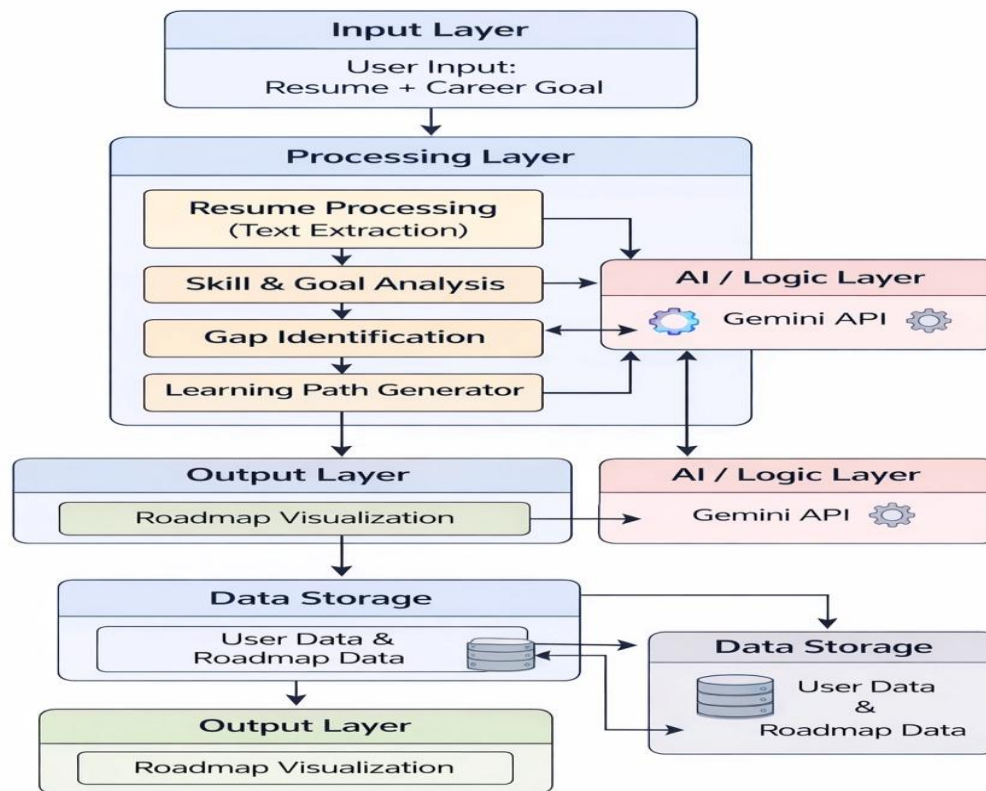 Input Layer
User Input:
Resume + Career Goal
Processing Layer
Resume Processing
(Text Extraction)
Skill & Goal Analysis
AI / Logic Layer
Gemini API
Gap Identification
Learning Path Generator
Output Layer
Roadmap Visualization
AI / Logic Layer
Gemini API
Data Storage
User Data &
Roadmap Data
Data Storage
User Data
&
Roadmap Data
Output Layer
Roadmap Visualization